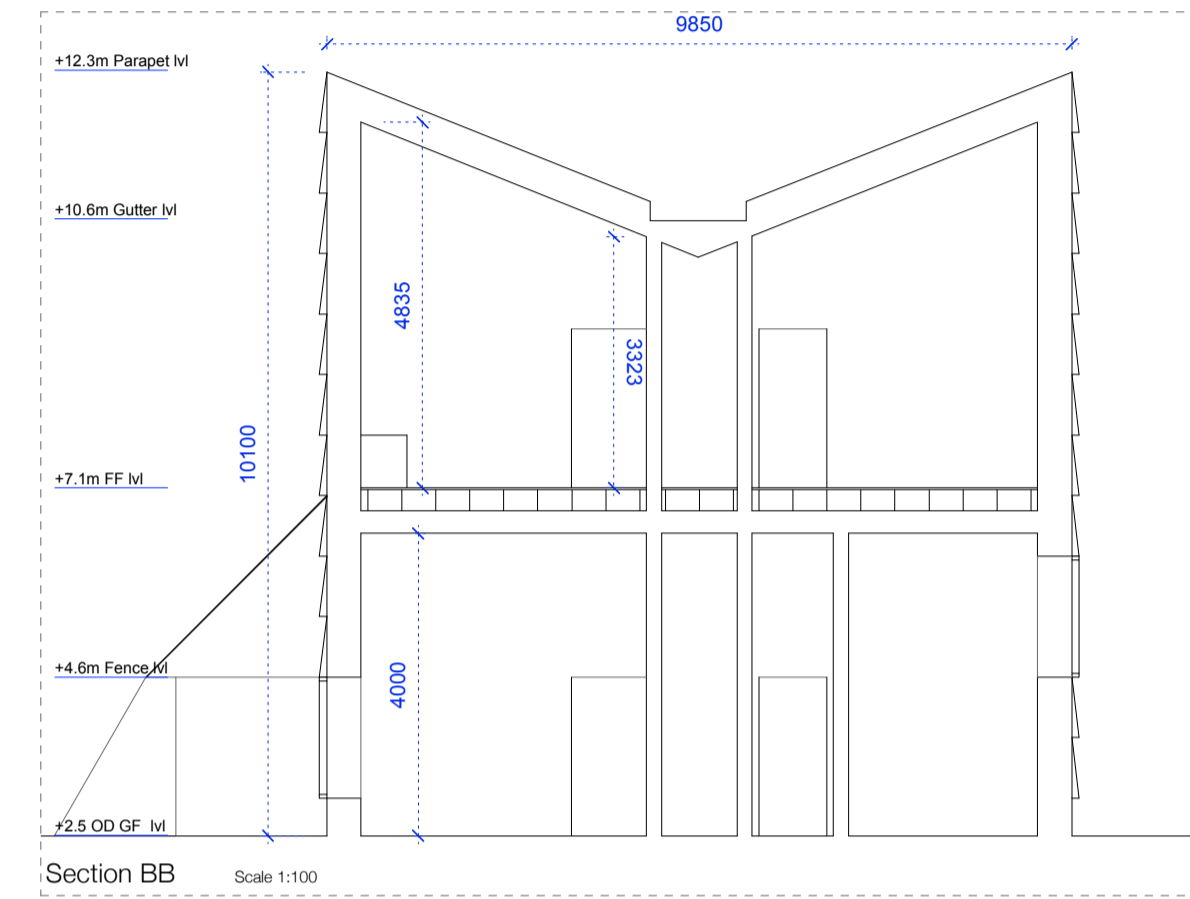 9850
+12.3m Parapet lvl
+10.6m Gutter lvl
4835
3323
10100
+7.1m FF lvl
+4.6m Fence lvl
4000
+2.5 OD GF lvl
Section BB
Scale 1:100